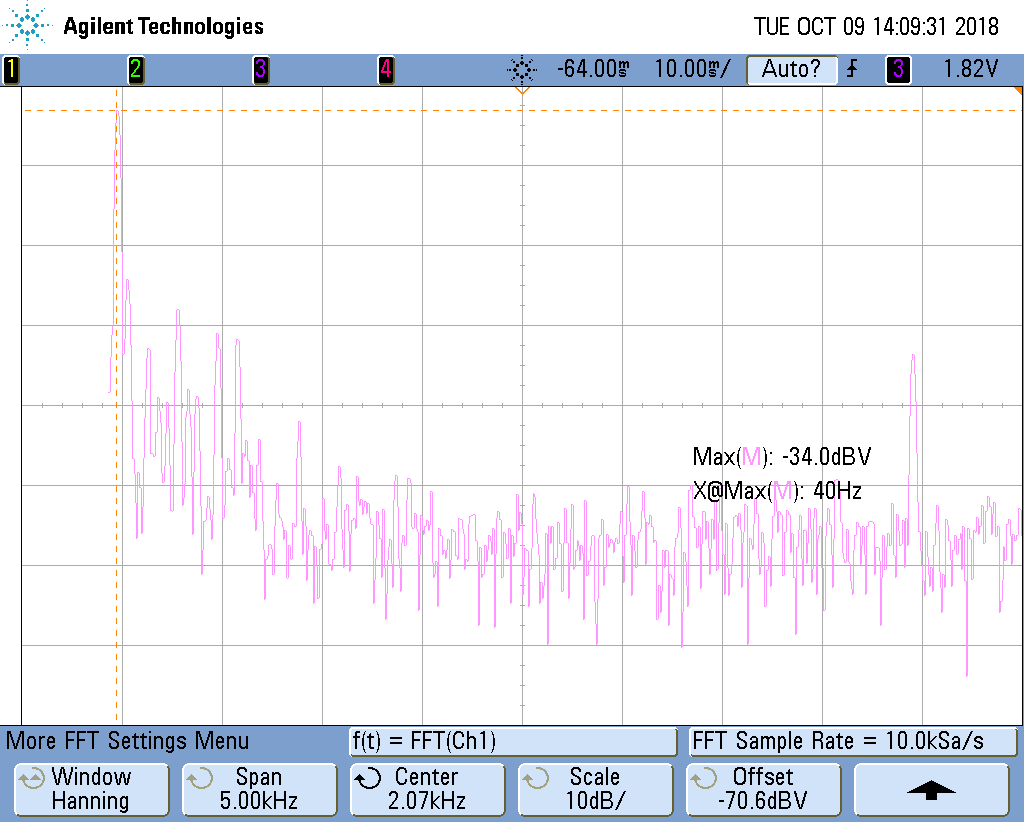 Agilent Technologies TUE OCT 09 14:09:31 2018
1 2 3 4 -64.00ms 10.00ms/ Auto? 3 1.82V
Max(M): -34.0dBV
X@Max(M): 40Hz
More FFT Settings Menu f(t) = FFT(Ch1) FFT Sample Rate = 10.0kSa/s
Window Span Center Scale Offset
Hanning 5.00kHz 2.07kHz 10dB/ -70.6dBV